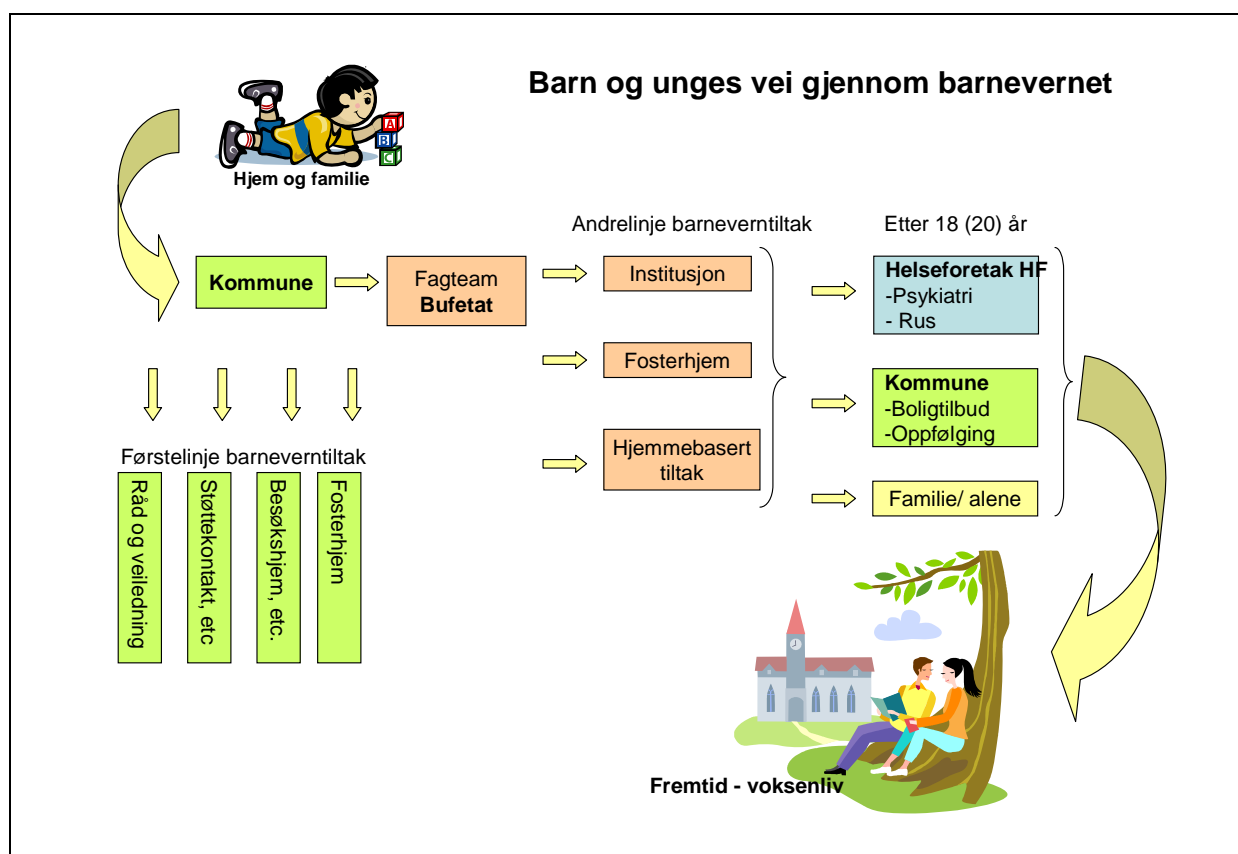 Barn og unges vei gjennom barnevernet
A
B
C
Hjem og familie
Andrelinje barneverntiltak
Etter 18 (20) år
Kommune
Fagteam
Bufetat
Institusjon
Fosterhjem
Hjemmebasert
tiltak
Helseforetak HF
-Psykiatri
- Rus
Kommune
-Boligtilbud
-Oppfølging
Familie/ alene
Førstelinje barneverntiltak
Råd og veiledning
Støttekontakt, etc
Besøkshjem, etc.
Fosterhjem
Fremtid - voksenliv